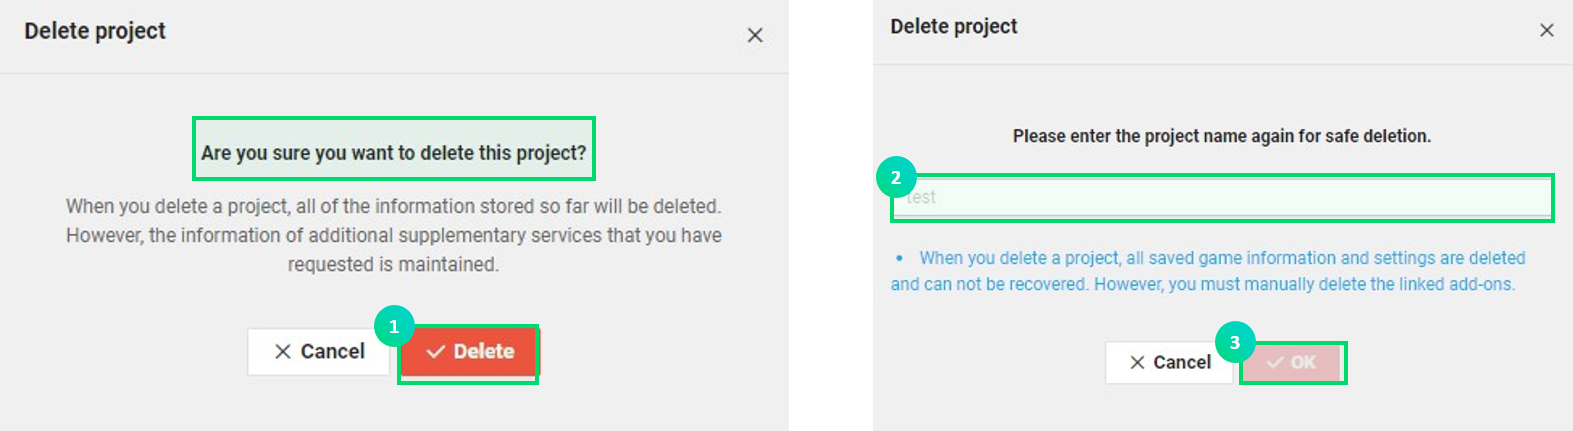 Delete project
Are you sure you want to delete this project?
When you delete a project, all of the information stored so far will be deleted.
However, the information of additional supplementary services that you have
requested is maintained.
Cancel
1
Delete
Delete project
Please enter the project name again for safe deletion.
2
test
• When you delete a project, all saved game information and settings are deleted
and can not be recovered. However, you must manually delete the linked add-ons.
Cancel
3
OK